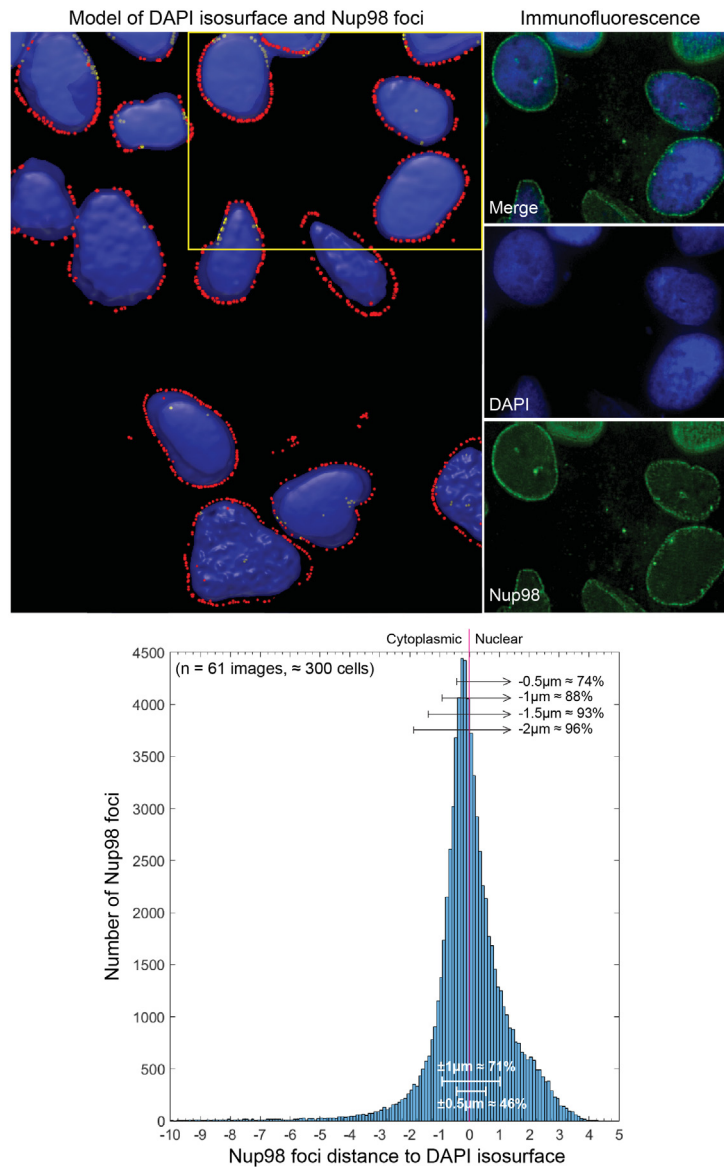 Model of DAPI isosurface and Nup98 foci
Immunofluorescence
Merge
DAPI
Nup98
Cytoplasmic Nuclear
(n = 61 images, ≈ 300 cells)
-0.5µm ≈ 74%
-1µm ≈ 88%
-1.5µm ≈ 93%
-2µm ≈ 96%
4500
4000
3500
3000
2500
2000
1500
1000
500
0
Number of Nup98 foci
±1µm ≈ 71%
±0.5µm ≈ 46%
-10 -9 -8 -7 -6 -5 -4 -3 -2 -1 0 1 2 3 4 5
Nup98 foci distance to DAPI isosurface